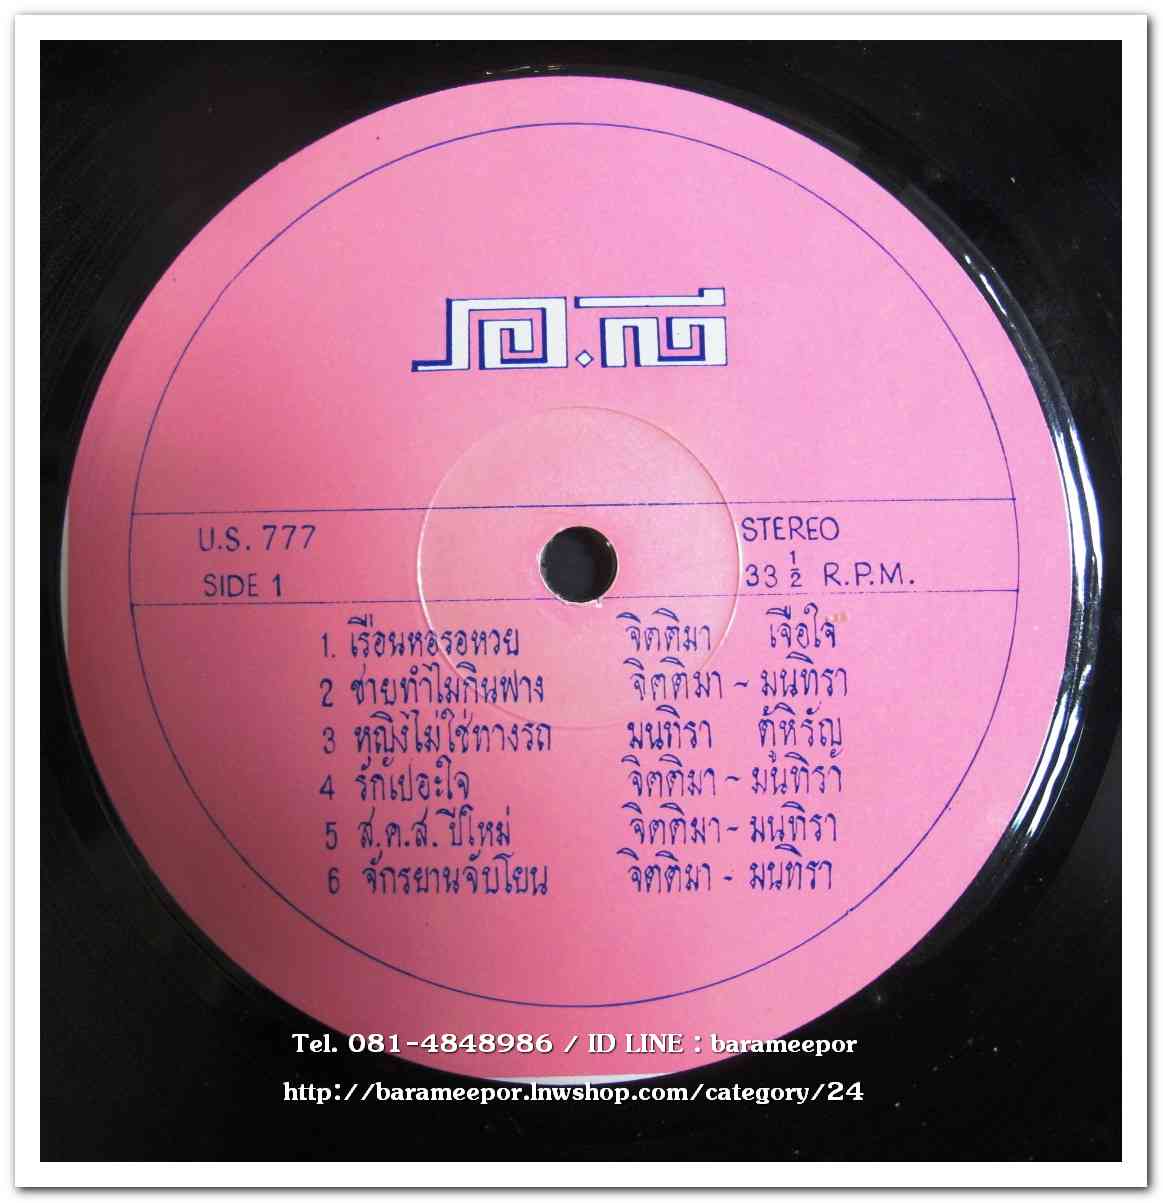 U.S. 777
SIDE 1
STEREO
33 1/2 R.P.M.
1. เรือนหอรอหวย จิตติมา เจือใจ
2 ชายทำไมกินฟาง จิตติมา ~ มนทิรา
3 หญิงไม่ใช่ทางรถ มนทิรา ตู้หิรัญ
4 รักเปอะใจ จิตติมา ~ มนทิรา
5 ส.ค.ส. ปีใหม่ จิตติมา ~ มนทิรา
6 จักรยานจับโยน จิตติมา ~ มนทิรา
Tel. 081-4848986 / ID LINE : barameepor
http://barameepor.lnwshop.com/category/24